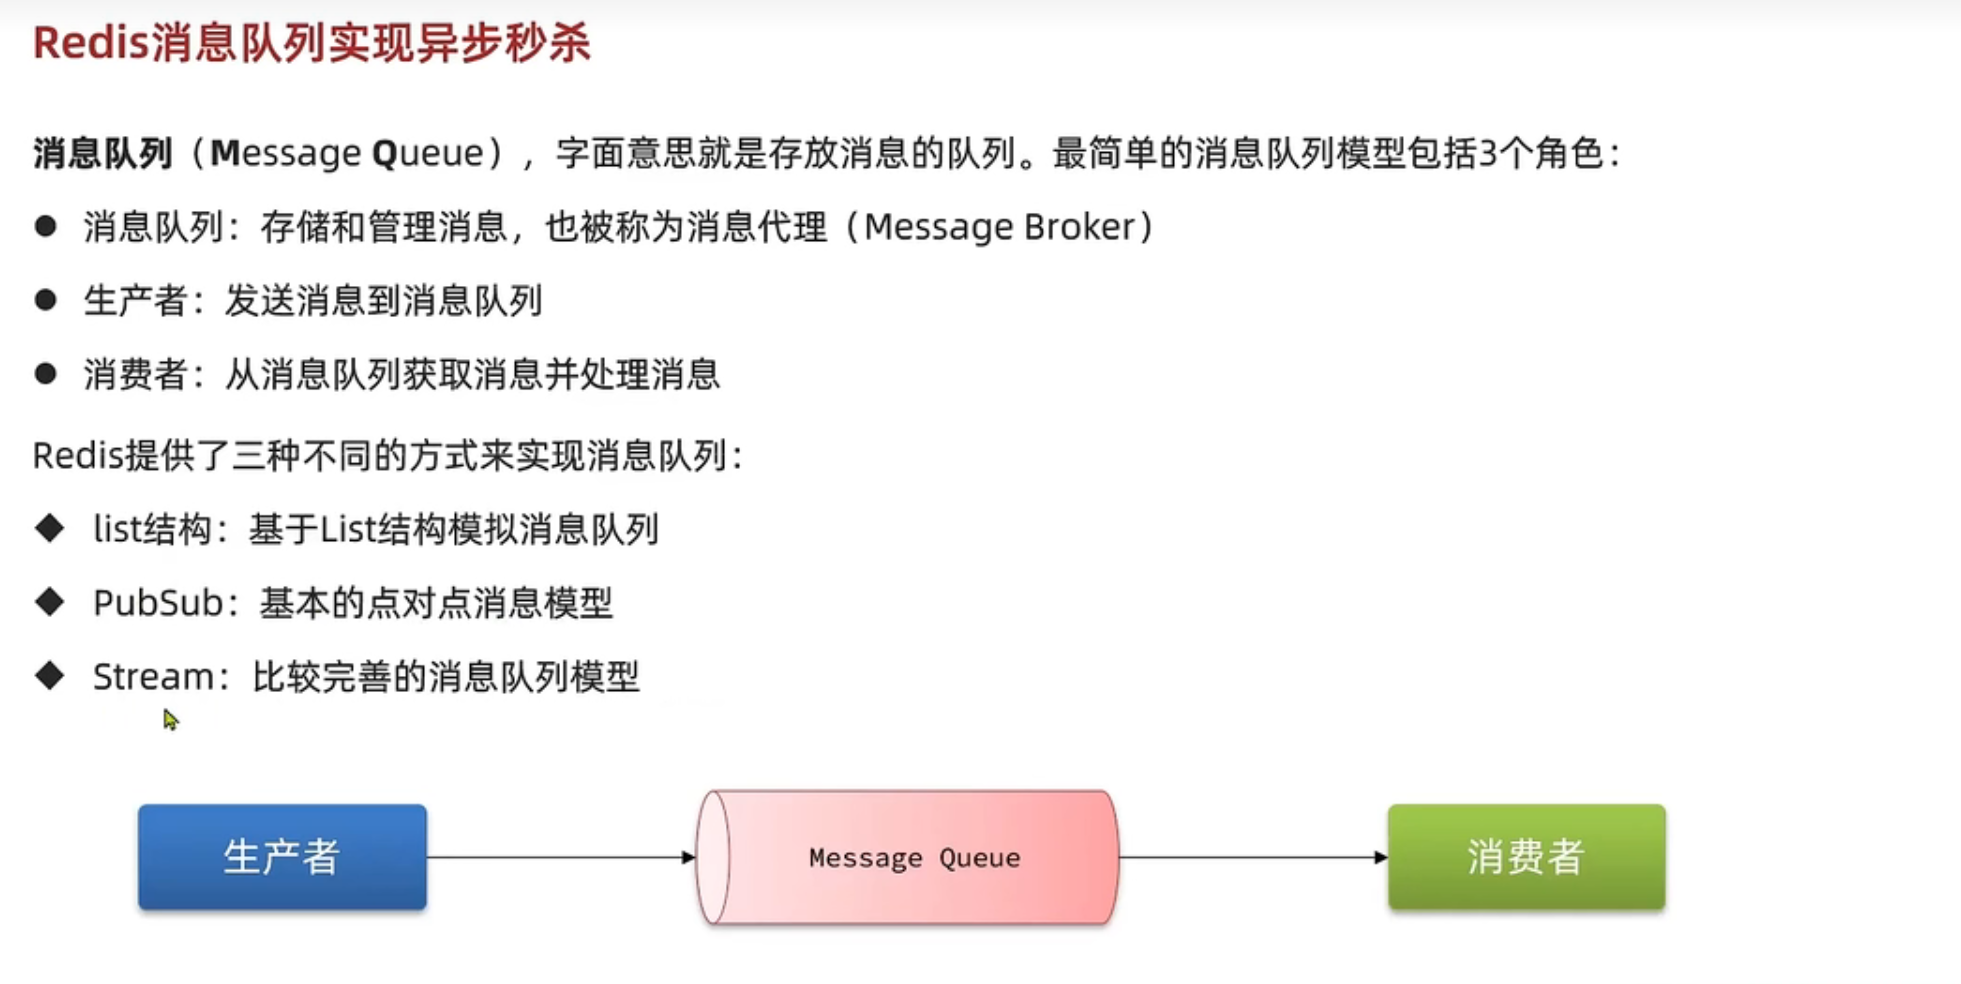 Redis消息队列实现异步秒杀
消息队列（Message Queue），字面意思就是存放消息的队列。最简单的消息队列模型包括3个角色：
● 消息队列：存储和管理消息，也被称为消息代理（Message Broker）
● 生产者：发送消息到消息队列
● 消费者：从消息队列获取消息并处理消息
Redis提供了三种不同的方式来实现消息队列：
◆ list结构：基于List结构模拟消息队列
◆ PubSub：基本的点对点消息模型
◆ Stream：比较完善的消息队列模型
生产者
Message Queue
消费者